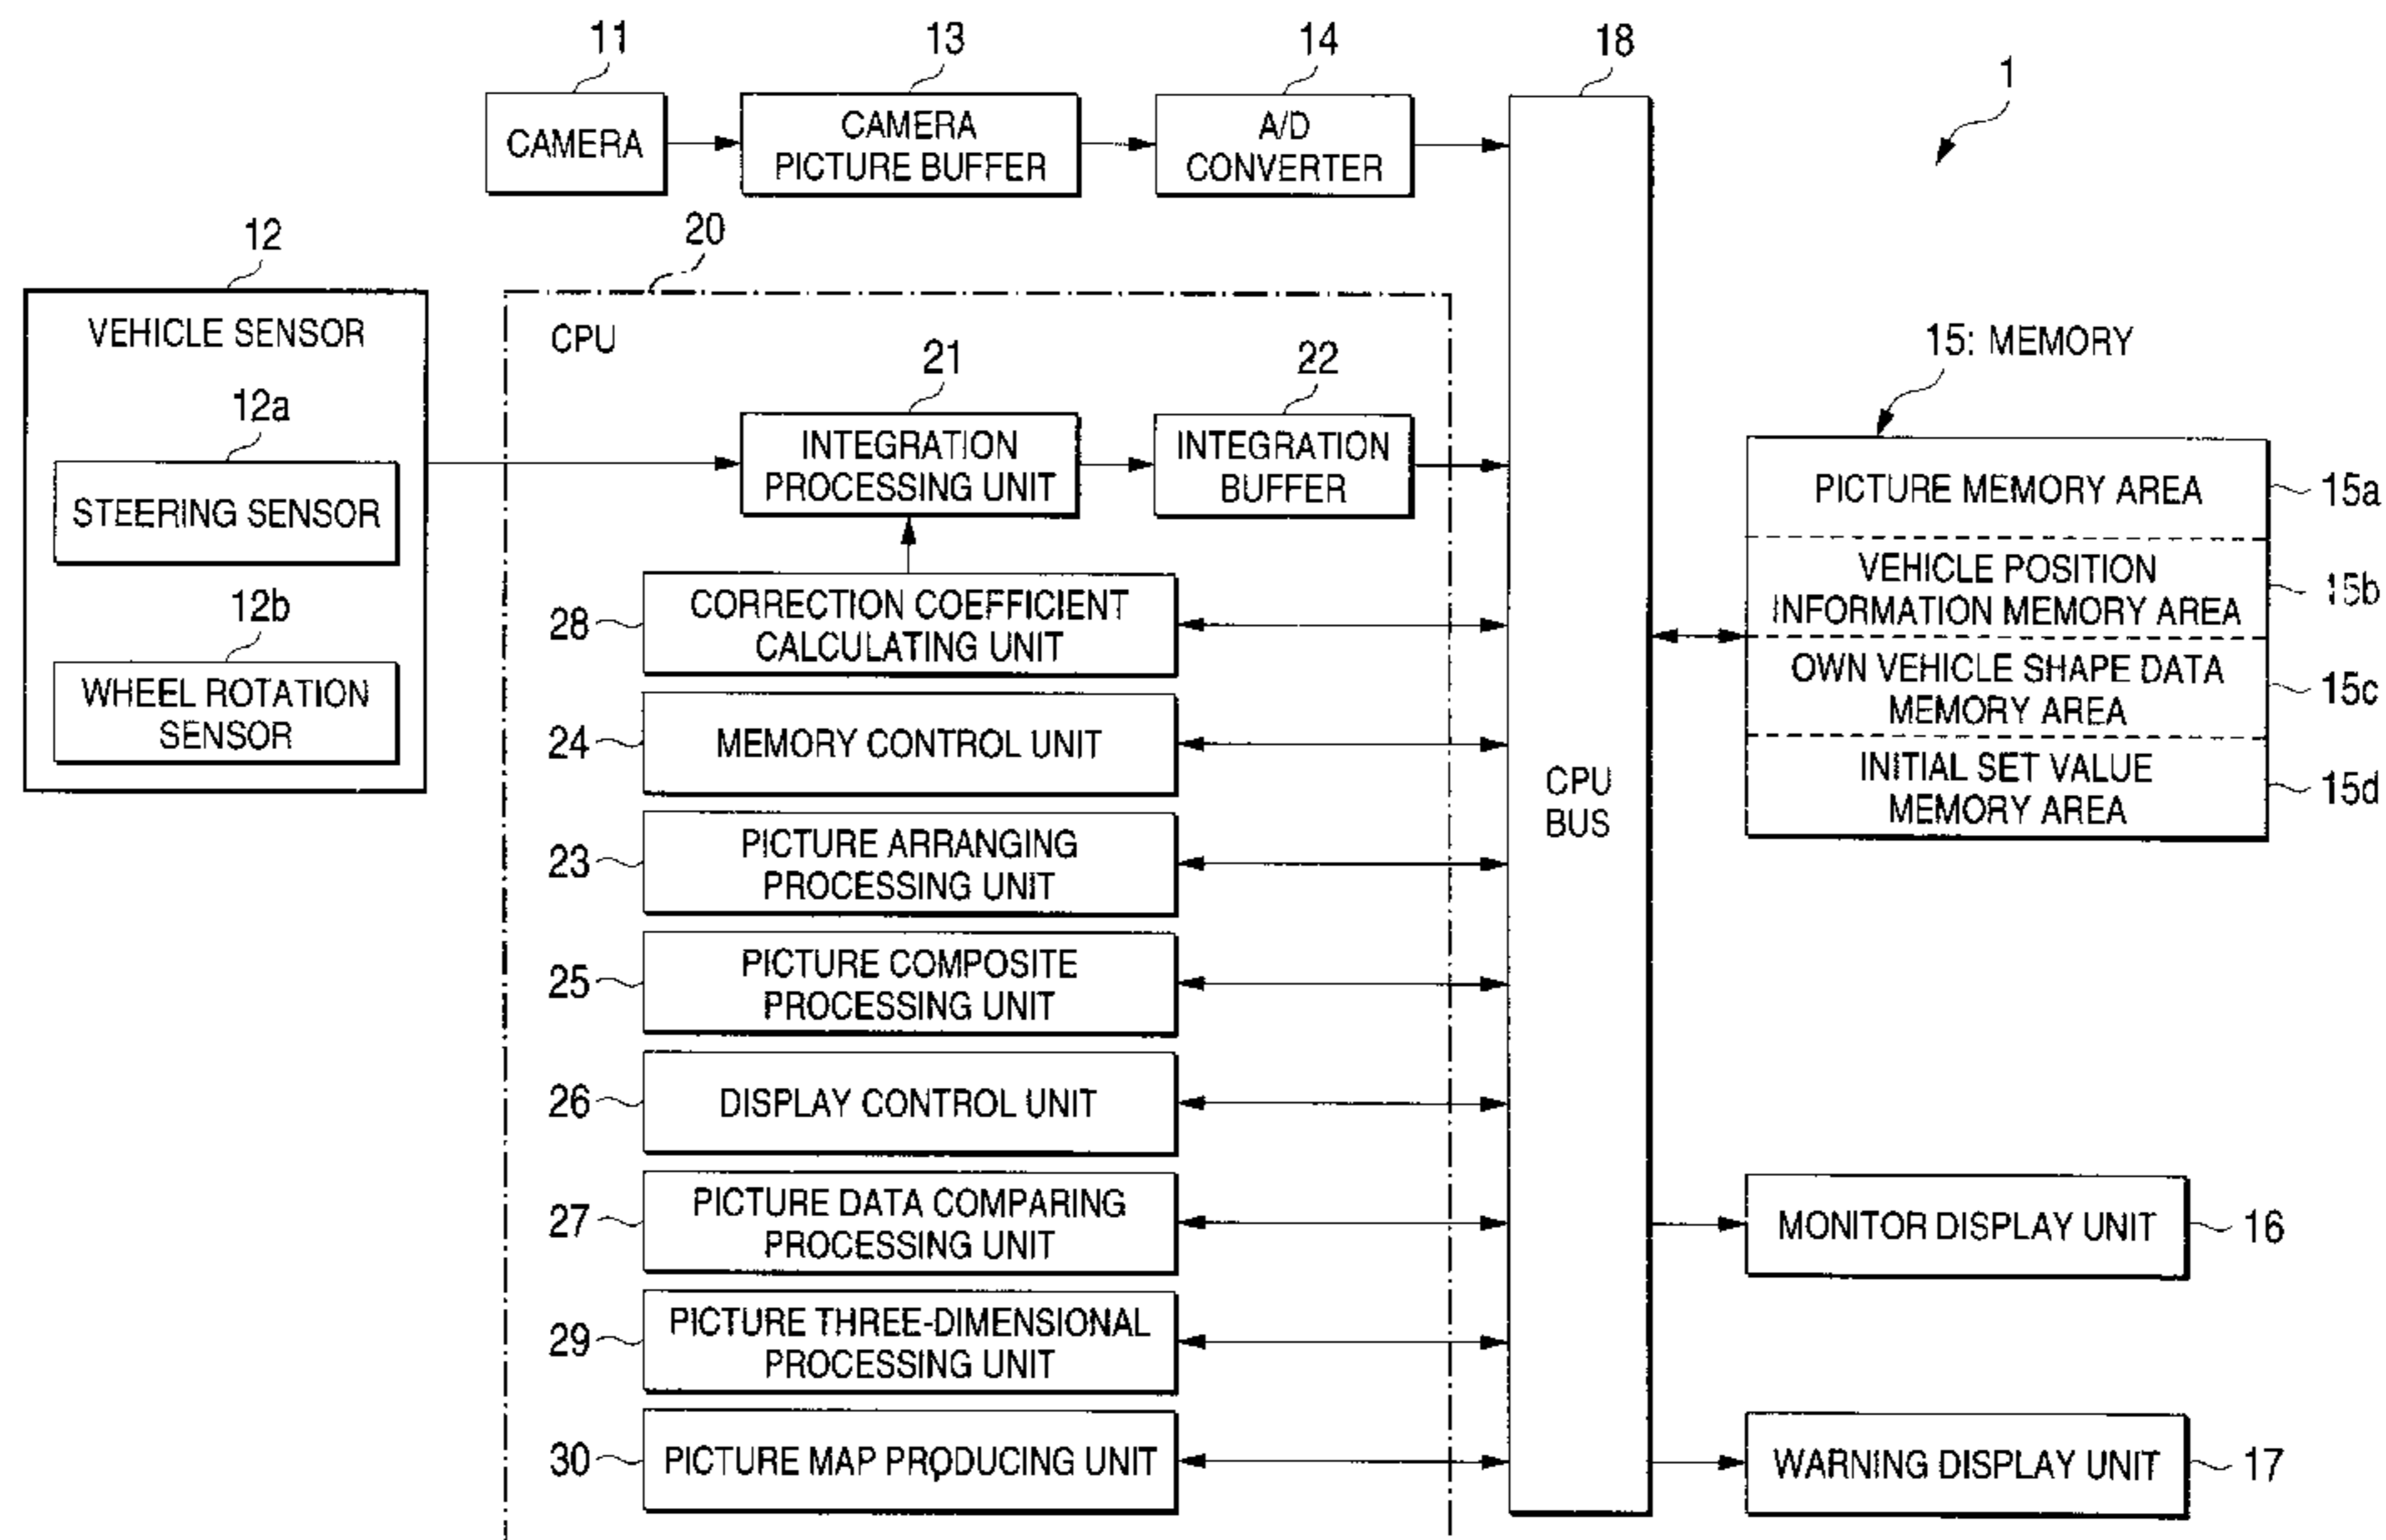 11
13
14
18
1
CAMERA
CAMERA
PICTURE BUFFER
A/D
CONVERTER
12
20
VEHICLE SENSOR
12a
STEERING SENSOR
12b
WHEEL ROTATION
SENSOR
CPU
21
22
INTEGRATION
PROCESSING UNIT
INTEGRATION
BUFFER
28
CORRECTION COEFFICIENT
CALCULATING UNIT
24
MEMORY CONTROL UNIT
23
PICTURE ARRANGING
PROCESSING UNIT
25
PICTURE COMPOSITE
PROCESSING UNIT
26
DISPLAY CONTROL UNIT
27
PICTURE DATA COMPARING
PROCESSING UNIT
29
PICTURE THREE-DIMENSIONAL
PROCESSING UNIT
30
PICTURE MAP PRODUCING UNIT
CPU
BUS
15: MEMORY
PICTURE MEMORY AREA
15a
VEHICLE POSITION
INFORMATION MEMORY AREA
15b
OWN VEHICLE SHAPE DATA
MEMORY AREA
15c
INITIAL SET VALUE
MEMORY AREA
15d
MONITOR DISPLAY UNIT
16
WARNING DISPLAY UNIT
17